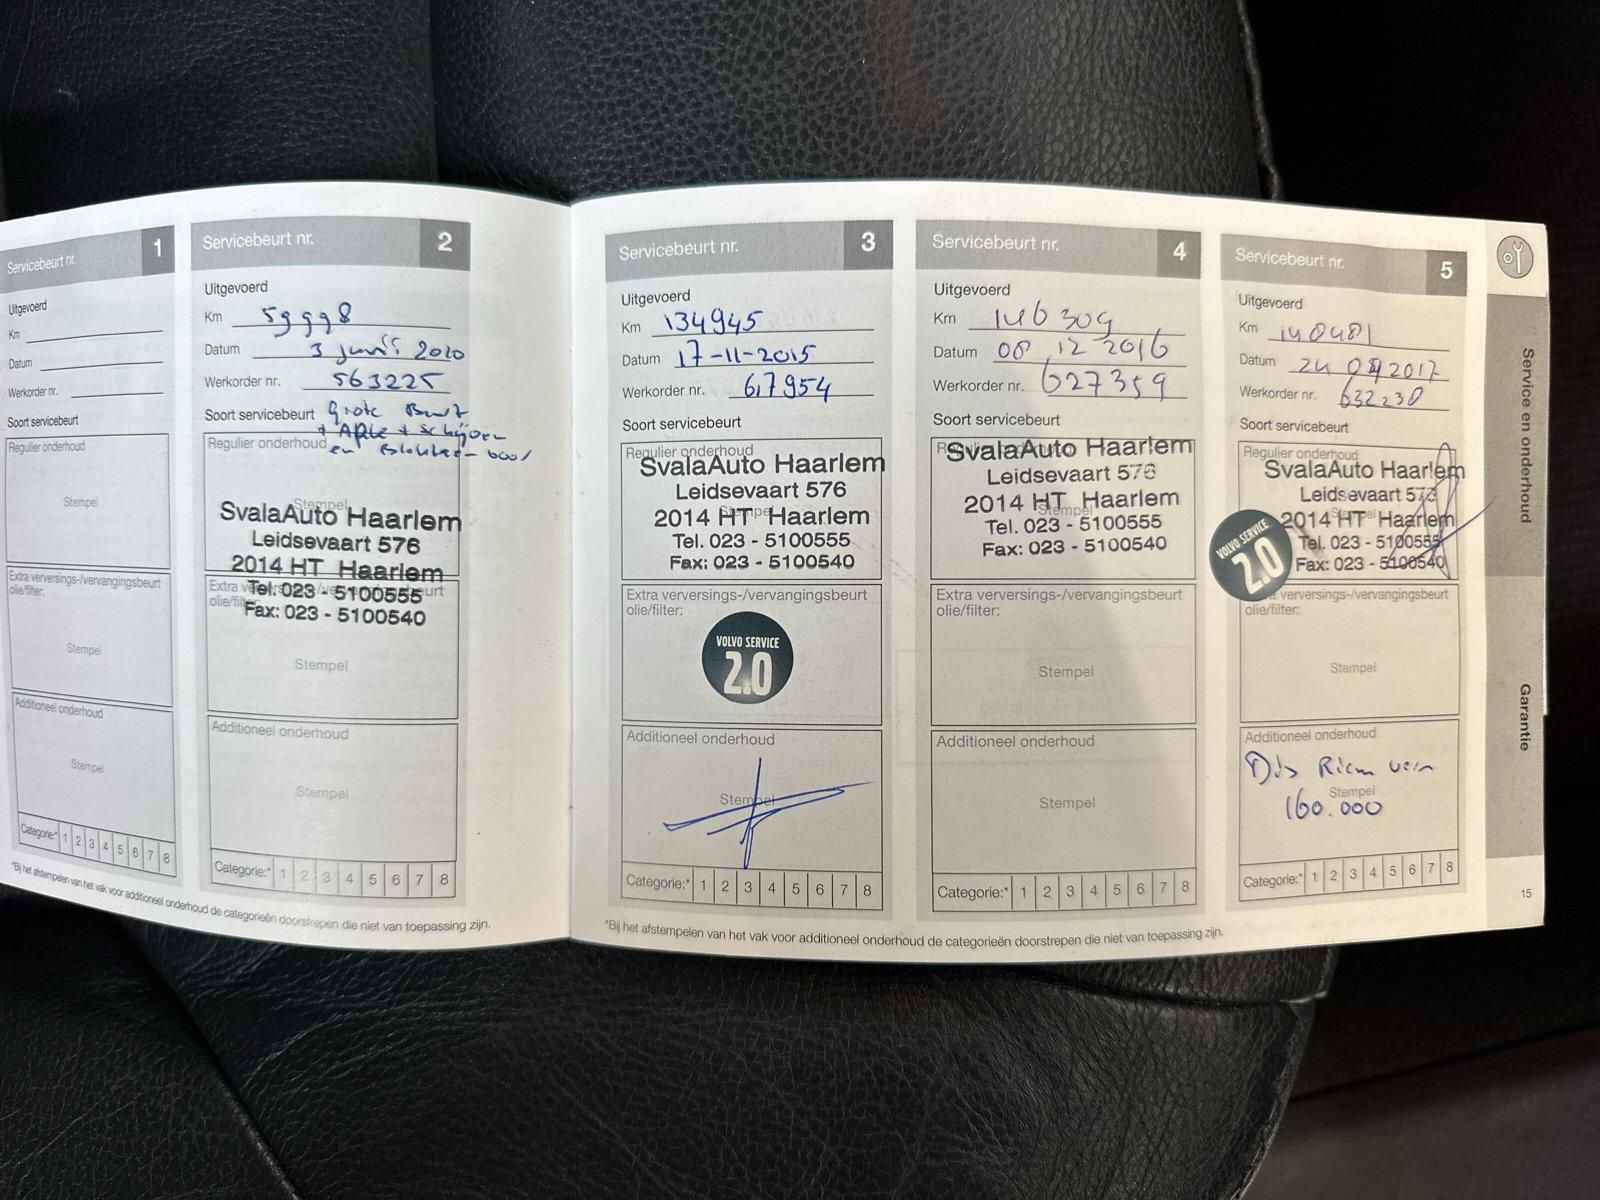 Servicebeurt nr. 1
Uitgevoerd
Km
Datum
Werkorder nr.
Soort servicebeurt
Regulier onderhoud
Stempel
Extra verversings-/vervangingsbeurt
olie/filter:
Stempel
Additioneel onderhoud
Stempel
Categorie:* 1 2 3 4 5 6 7 8
Servicebeurt nr. 2
Uitgevoerd
Km 59998
Datum 3 juni 2010
Werkorder nr. 563225
Soort servicebeurt Grote Beurt
+ + schijven
en
Regulier onderhoud
Stempel
SvalaAuto Haarlem
Leidsevaart 576
2014 HT Haarlem
Tel. 023 - 5100555
Fax: 023 - 5100540
Extra verversings-/vervangingsbeurt
olie/filter:
Stempel
Additioneel onderhoud
Stempel
Categorie:* 1 2 3 4 5 6 7 8
*Bij het afstempelen van het vak voor additioneel onderhoud de categorieën doorstrepen die niet van toepassing zijn.
Servicebeurt nr. 3
Uitgevoerd
Km 134945
Datum 17-11-2015
Werkorder nr. 617954
Soort servicebeurt
Regulier onderhoud
SvalaAuto Haarlem
Leidsevaart 576
Stempel
2014 HT Haarlem
Tel. 023 - 5100555
Fax: 023 - 5100540
Extra verversings-/vervangingsbeurt
olie/filter:
VOLVO SERVICE
2.0
Additioneel onderhoud
Stempel
Categorie:* 1 2 3 4 5 6 7 8
Servicebeurt nr. 4
Uitgevoerd
Km 146309
Datum 08 12 2016
Werkorder nr. 627359
Soort servicebeurt
Regulier onderhoud
SvalaAuto Haarlem
Leidsevaart 576
2014 HT Haarlem
Stempel
Tel. 023 - 5100555
Fax: 023 - 5100540
Extra verversings-/vervangingsbeurt
olie/filter:
Stempel
Additioneel onderhoud
Stempel
Categorie:* 1 2 3 4 5 6 7 8
Servicebeurt nr. 5
Uitgevoerd
Km
Datum
Werkorder nr. 632230
Soort servicebeurt
Regulier onderhoud
SvalaAuto Haarlem
Leidsevaart 576
2014 HT Haarlem
Tel. 023 - 5100555
Fax: 023 - 5100540
VOLVO SERVICE
2.0
verversings-/vervangingsbeurt
olie/filter:
Stempel
Additioneel onderhoud
Dis Riem
Stempel
160.000
Categorie:* 1 2 3 4 5 6 7 8
*Bij het afstempelen van het vak voor additioneel onderhoud de categorieën doorstrepen die niet van toepassing zijn.
Service en onderhoud
Garantie
15